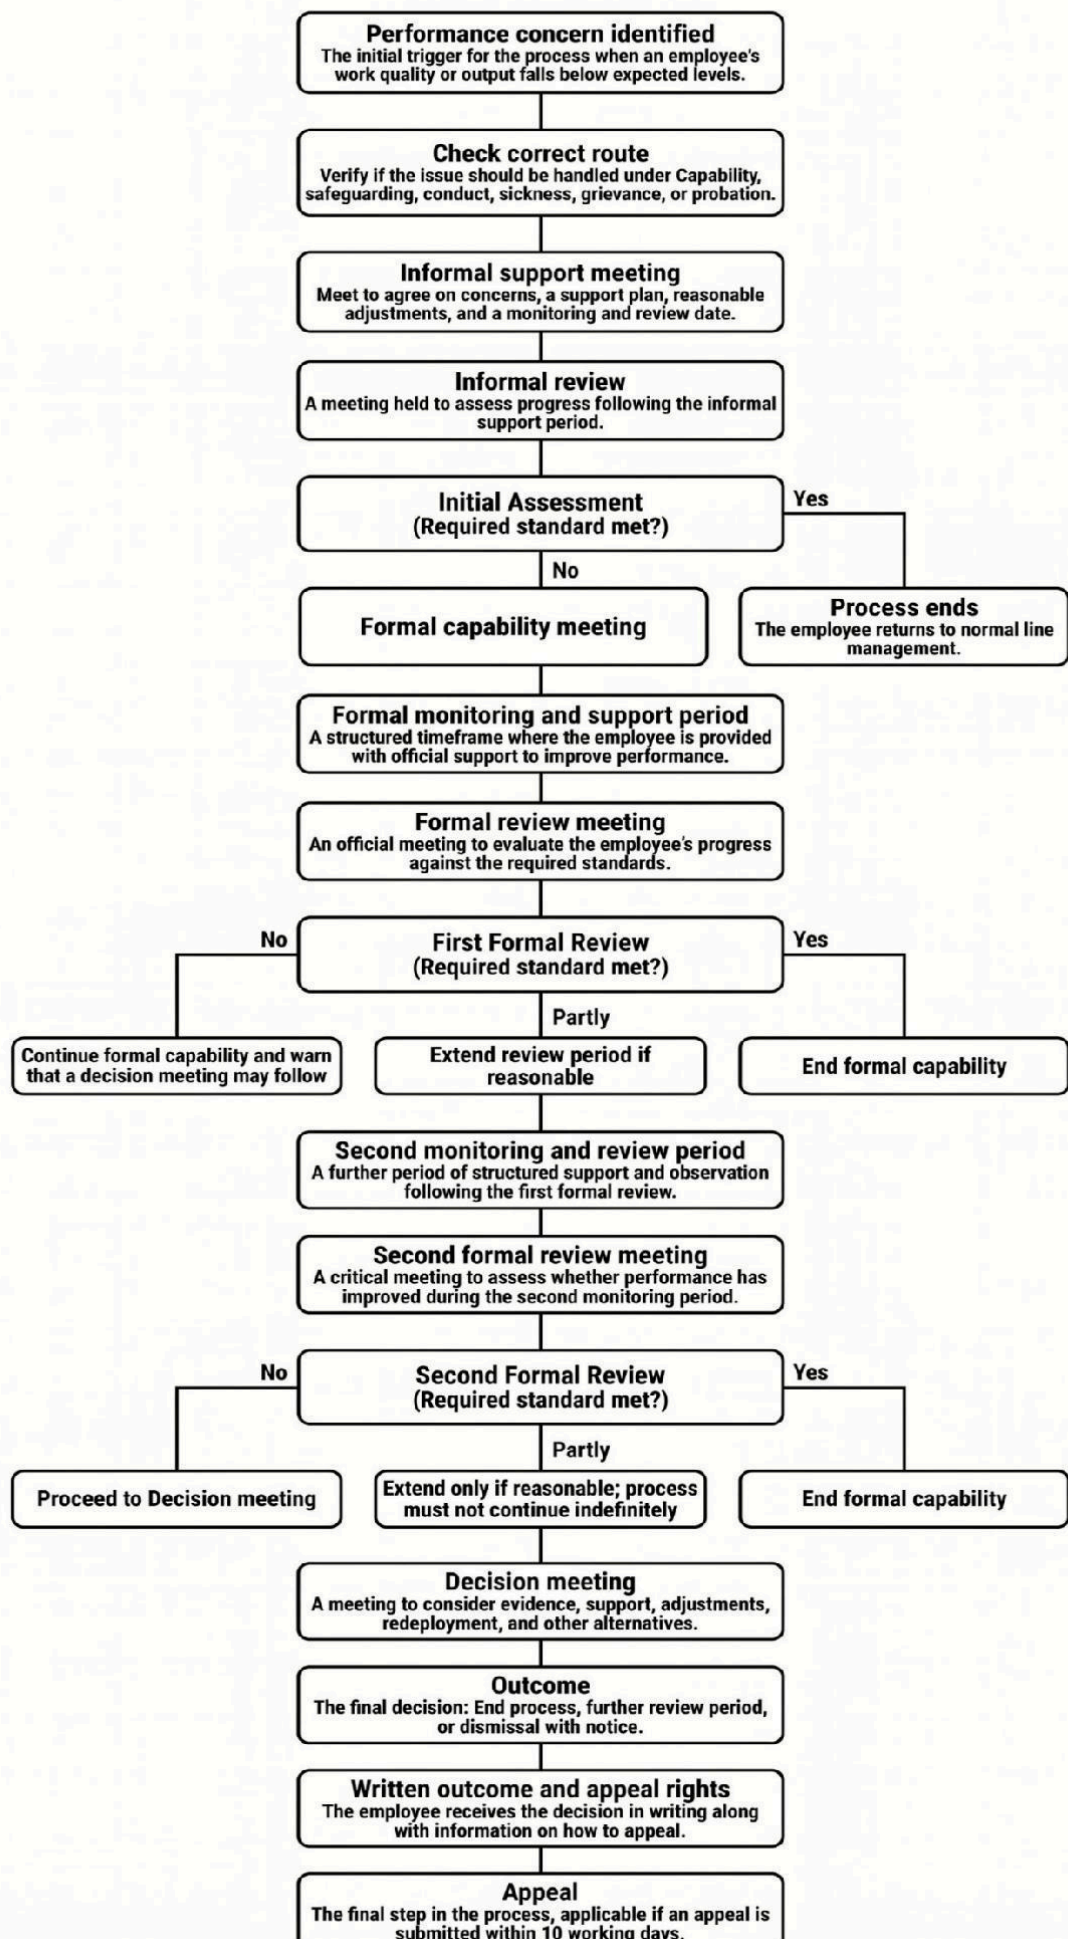 Performance concern identified
The initial trigger for the process when an employee's
work quality or output falls below expected levels.
Check correct route
Verify if the issue should be handled under Capability,
safeguarding, conduct, sickness, grievance, or probation.
Informal support meeting
Meet to agree on concerns, a support plan, reasonable
adjustments, and a monitoring and review date.
Informal review
A meeting held to assess progress following the informal
support period.
Initial Assessment
(Required standard met?)
Yes
No
Formal capability meeting
Process ends
The employee returns to normal line
management.
Formal monitoring and support period
A structured timeframe where the employee is provided
with official support to improve performance.
Formal review meeting
An official meeting to evaluate the employee's progress
against the required standards.
No
First Formal Review
(Required standard met?)
Yes
Partly
Continue formal capability and warn
that a decision meeting may follow
Extend review period if
reasonable
End formal capability
Second monitoring and review period
A further period of structured support and observation
following the first formal review.
Second formal review meeting
A critical meeting to assess whether performance has
improved during the second monitoring period.
No
Second Formal Review
(Required standard met?)
Yes
Partly
Proceed to Decision meeting
Extend only if reasonable; process
must not continue indefinitely
End formal capability
Decision meeting
A meeting to consider evidence, support, adjustments,
redeployment, and other alternatives.
Outcome
The final decision: End process, further review period,
or dismissal with notice.
Written outcome and appeal rights
The employee receives the decision in writing along
with information on how to appeal.
Appeal
The final step in the process, applicable if an appeal is
submitted within 10 working days.